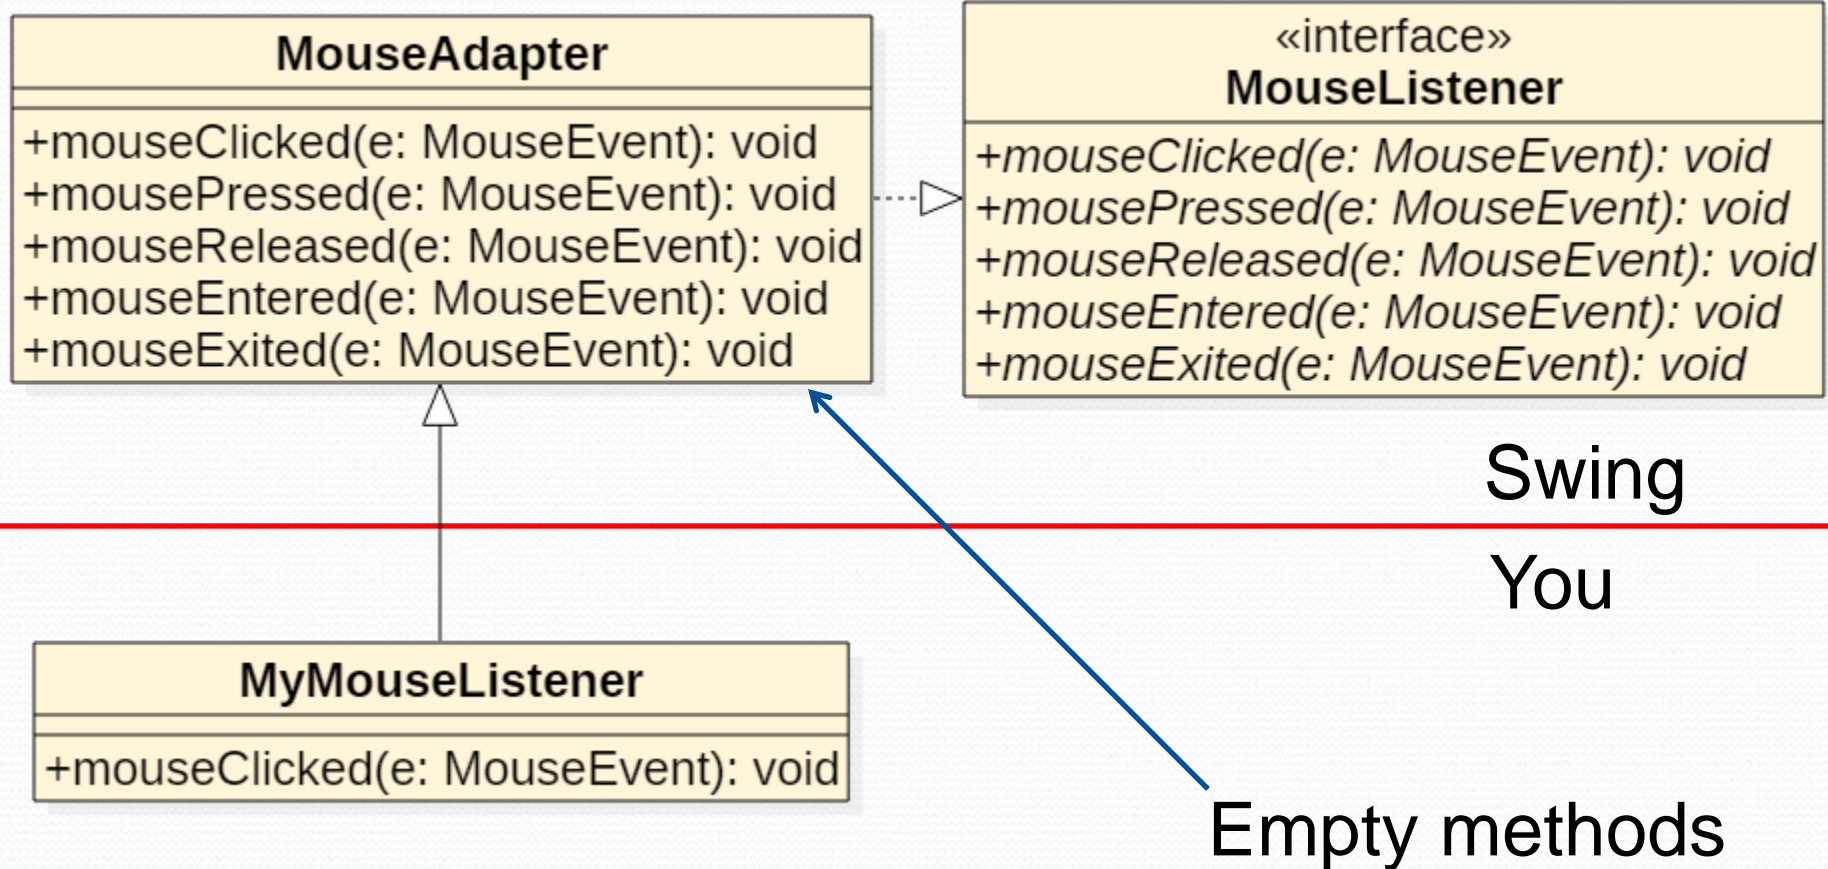 MouseAdapter
+mouseClicked(e: MouseEvent): void
+mousePressed(e: MouseEvent): void
+mouseReleased(e: MouseEvent): void
+mouseEntered(e: MouseEvent): void
+mouseExited(e: MouseEvent): void
«interface»
MouseListener
+mouseClicked(e: MouseEvent): void
+mousePressed(e: MouseEvent): void
+mouseReleased(e: MouseEvent): void
+mouseEntered(e: MouseEvent): void
+mouseExited(e: MouseEvent): void
Swing
You
MyMouseListener
+mouseClicked(e: MouseEvent): void
Empty methods